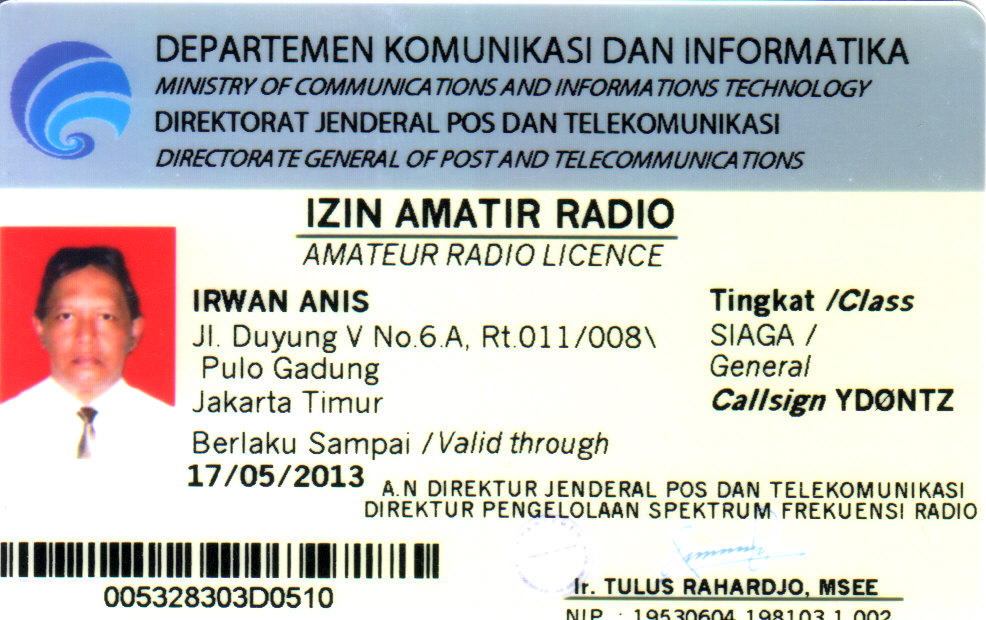 DEPARTEMEN KOMUNIKASI DAN INFORMATIKA
MINISTRY OF COMMUNICATIONS AND INFORMATIONS TECHNOLOGY
DIREKTORAT JENDERAL POS DAN TELEKOMUNIKASI
DIRECTORATE GENERAL OF POST AND TELECOMMUNICATIONS
IZIN AMATIR RADIO
AMATEUR RADIO LICENCE
IRWAN ANIS
Jl. Duyung V No.6.A, Rt.011/008\
Pulo Gadung
Jakarta Timur
Tingkat /Class
SIAGA /
General
Callsign YDØNTZ
Berlaku Sampai /Valid through
17/05/2013
A.N DIREKTUR JENDERAL POS DAN TELEKOMUNIKASI
DIREKTUR PENGELOLAAN SPEKTRUM FREKUENSI RADIO
005328303D0510
Ir. TULUS RAHARDJO, MSEE
NIP : 19530604 198103 1 002